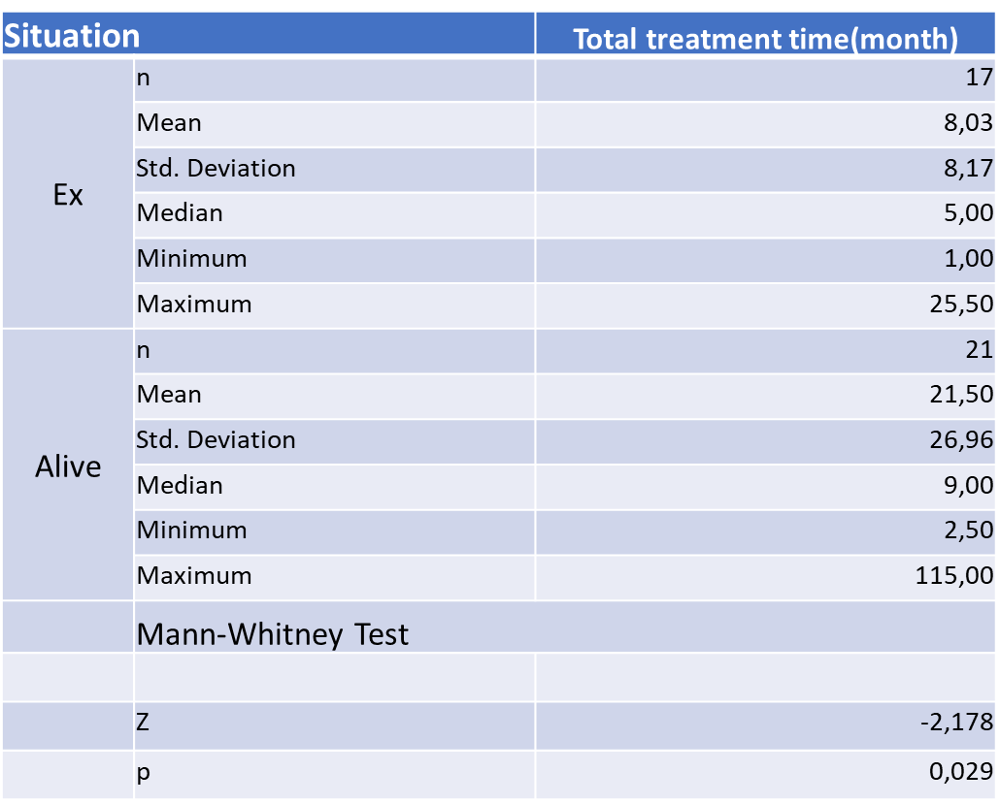 Situation Total treatment time(month)
Ex
n 17
Mean 8,03
Std. Deviation 8,17
Median 5,00
Minimum 1,00
Maximum 25,50
Alive
n 21
Mean 21,50
Std. Deviation 26,96
Median 9,00
Minimum 2,50
Maximum 115,00
Mann-Whitney Test
Z -2,178
p 0,029